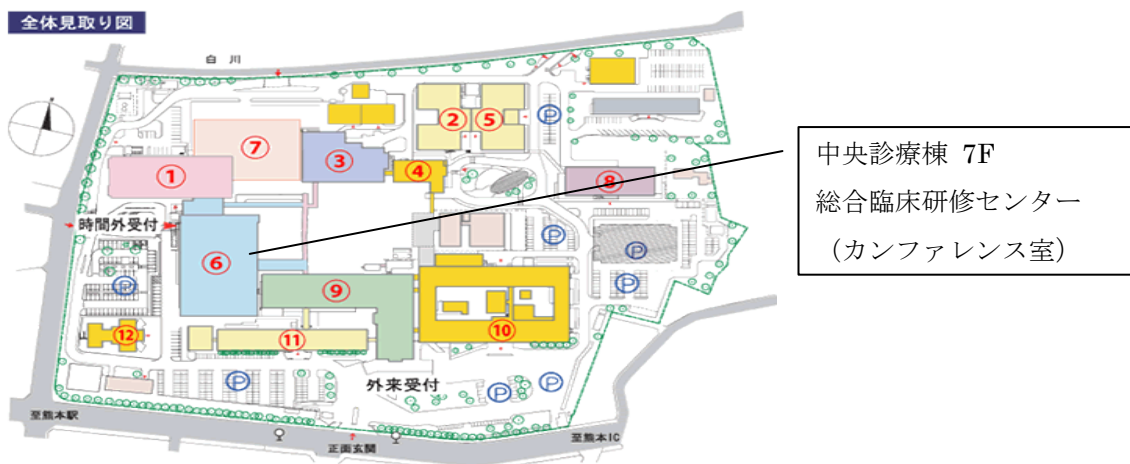 全体見取り図
白川
② ⑤
⑦
③
④
①
⑧
時間外受付
⑥
⑨
⑩
⑫
⑪
外来受付
至熊本駅
正面玄関
至熊本IC
Ⓟ
Ⓟ
Ⓟ
Ⓟ
Ⓟ
Ⓟ
Ⓟ
Ⓟ
中央診療棟 7F
総合臨床研修センター
（カンファレンス室）